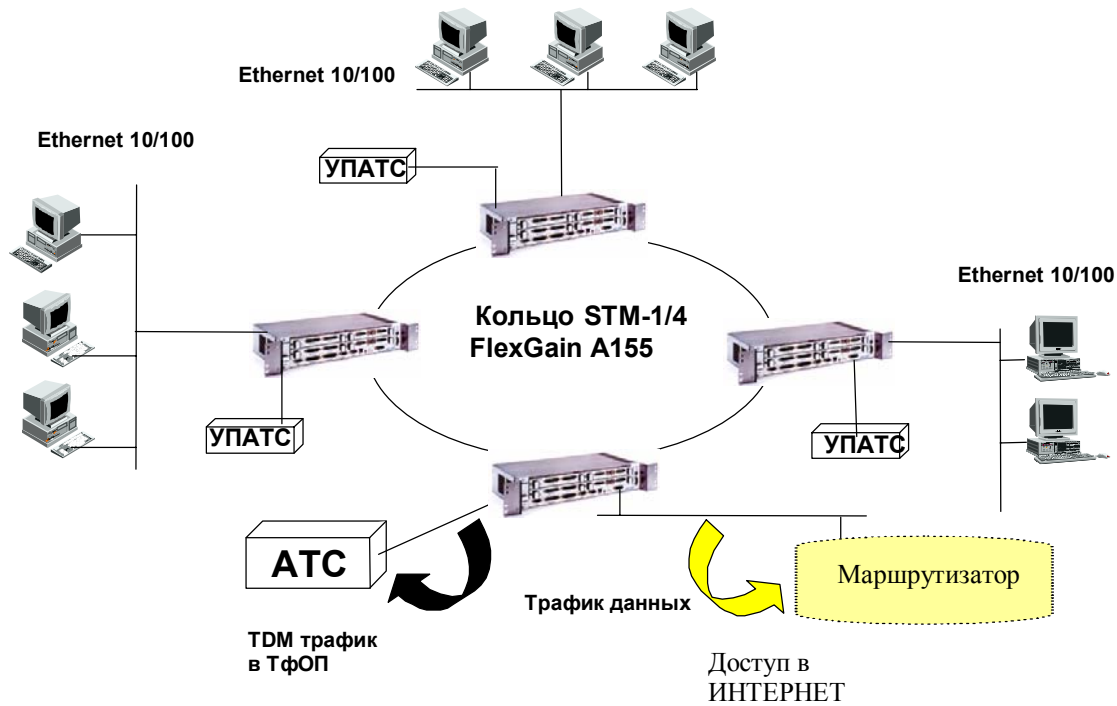 Ethernet 10/100
Ethernet 10/100
УПАТС
Ethernet 10/100
Кольцо STM-1/4
FlexGain A155
УПАТС
УПАТС
АТС
Маршрутизатор
Трафик данных
TDM трафик
в ТфОП
Доступ в
ИНТЕРНЕТ